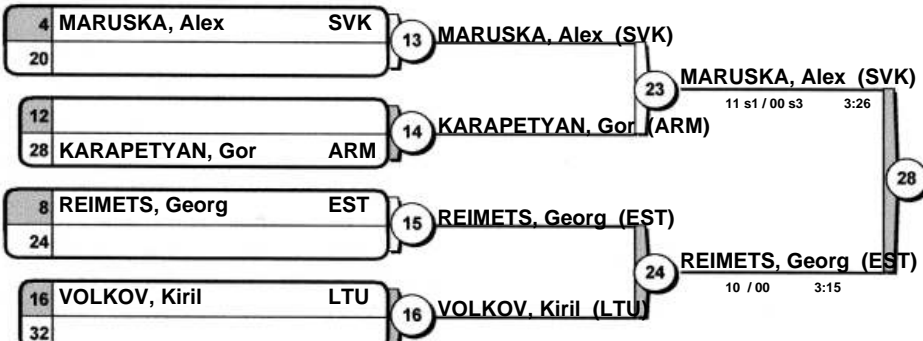 4 MARUSKA, Alex SVK
20
13
MARUSKA, Alex (SVK)
12
28 KARAPETYAN, Gor ARM
14
KARAPETYAN, Gor (ARM)
23
MARUSKA, Alex (SVK)
11 s1 / 00 s3 3:26
8 REIMETS, Georg EST
24
15
REIMETS, Georg (EST)
16 VOLKOV, Kiril LTU
32
16
VOLKOV, Kiril (LTU)
24
REIMETS, Georg (EST)
10 / 00 3:15
28